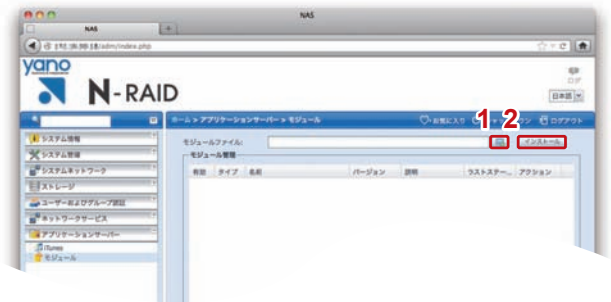 NAS
NAS
/adm/index.php
yano
N-RAID
ログ
日本語
ホーム > アプリケーションサーバー > モジュール
お気に入り
ログアウト
1 2
システム情報
モジュールファイル:
インストール
システム管理
モジュール管理
システムネットワーク
有効 タイプ 名前 バージョン 説明 ラストステー... アクション
ストレージ
ユーザーおよびグループ認証
ネットワークサービス
アプリケーションサーバー
iTunes
モジュール